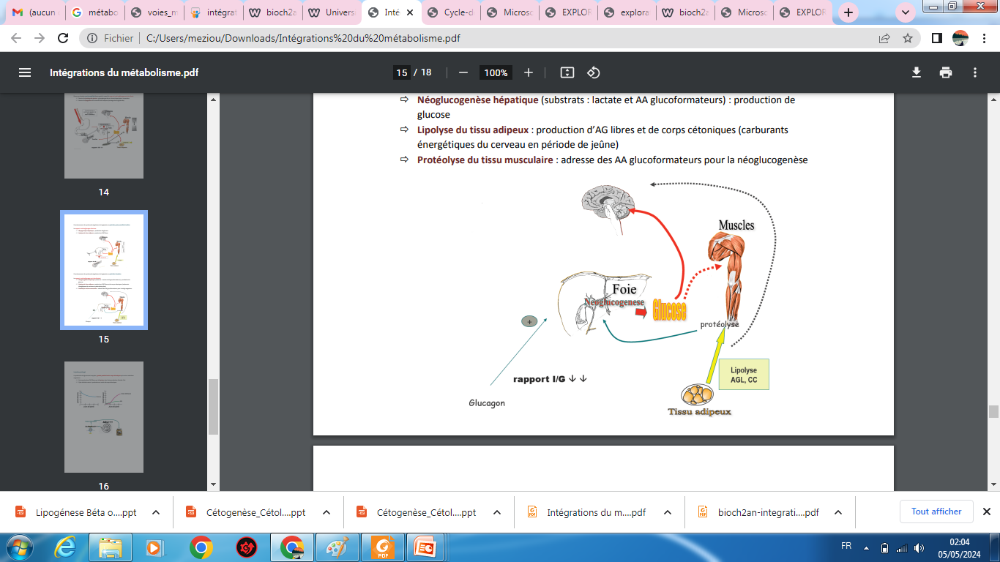 (aucun
métabo
voies_m
intégrat
bioch2a
Univers
Inté
Cycle-d
Microsc
EXPLOR
explora
bioch2a
Microsc
EXPLOR
Fichier
C:/Users/meziou/Downloads/Intégrations%20du%20métabolisme.pdf
Intégrations du métabolisme.pdf
15 / 18
100%
14
15
16
Néoglucogenèse hépatique (substrats : lactate et AA glucoformateurs) : production de
glucose
Lipolyse du tissu adipeux : production d’AG libres et de corps cétoniques (carburants
énergétiques du cerveau en période de jeûne)
Protéolyse du tissu musculaire : adresse des AA glucoformateurs pour la néoglucogenèse
Muscles
Foie
Neoglucogenese
Glucose
protéolyse
+
Lipolyse
AGL, CC
rapport I/G ↓ ↓
Glucagon
Tissu adipeux
Lipogénese Béta o....ppt
Cétogenèse_Cétol....ppt
Cétogenèse_Cétol....ppt
Intégrations du m....pdf
bioch2an-integrati....pdf
Tout afficher
PDF
FR
02:04
05/05/2024